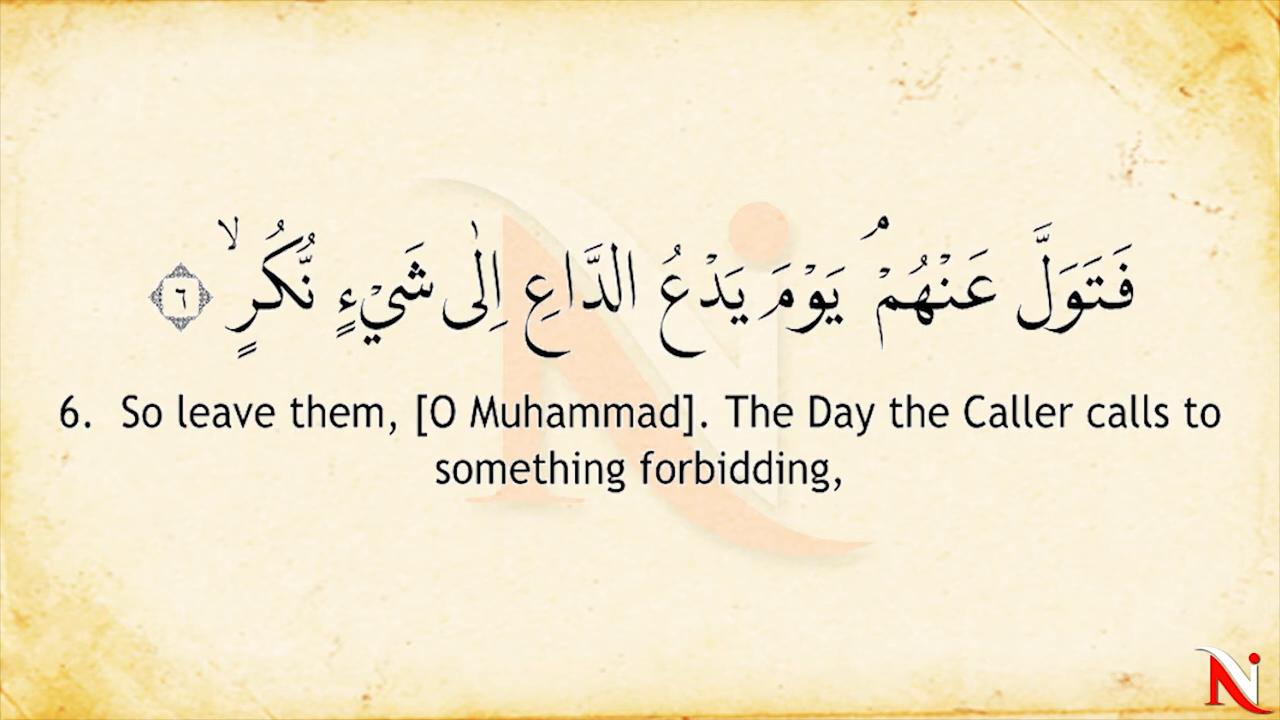 فَتَوَلَّ عَنْهُمْ ۘ يَوْمَ يَدْعُ الدَّاعِ اِلٰى شَيْءٍ نُّكُرٍ ۙ ٦
6. So leave them, [O Muhammad]. The Day the Caller calls to
something forbidding,